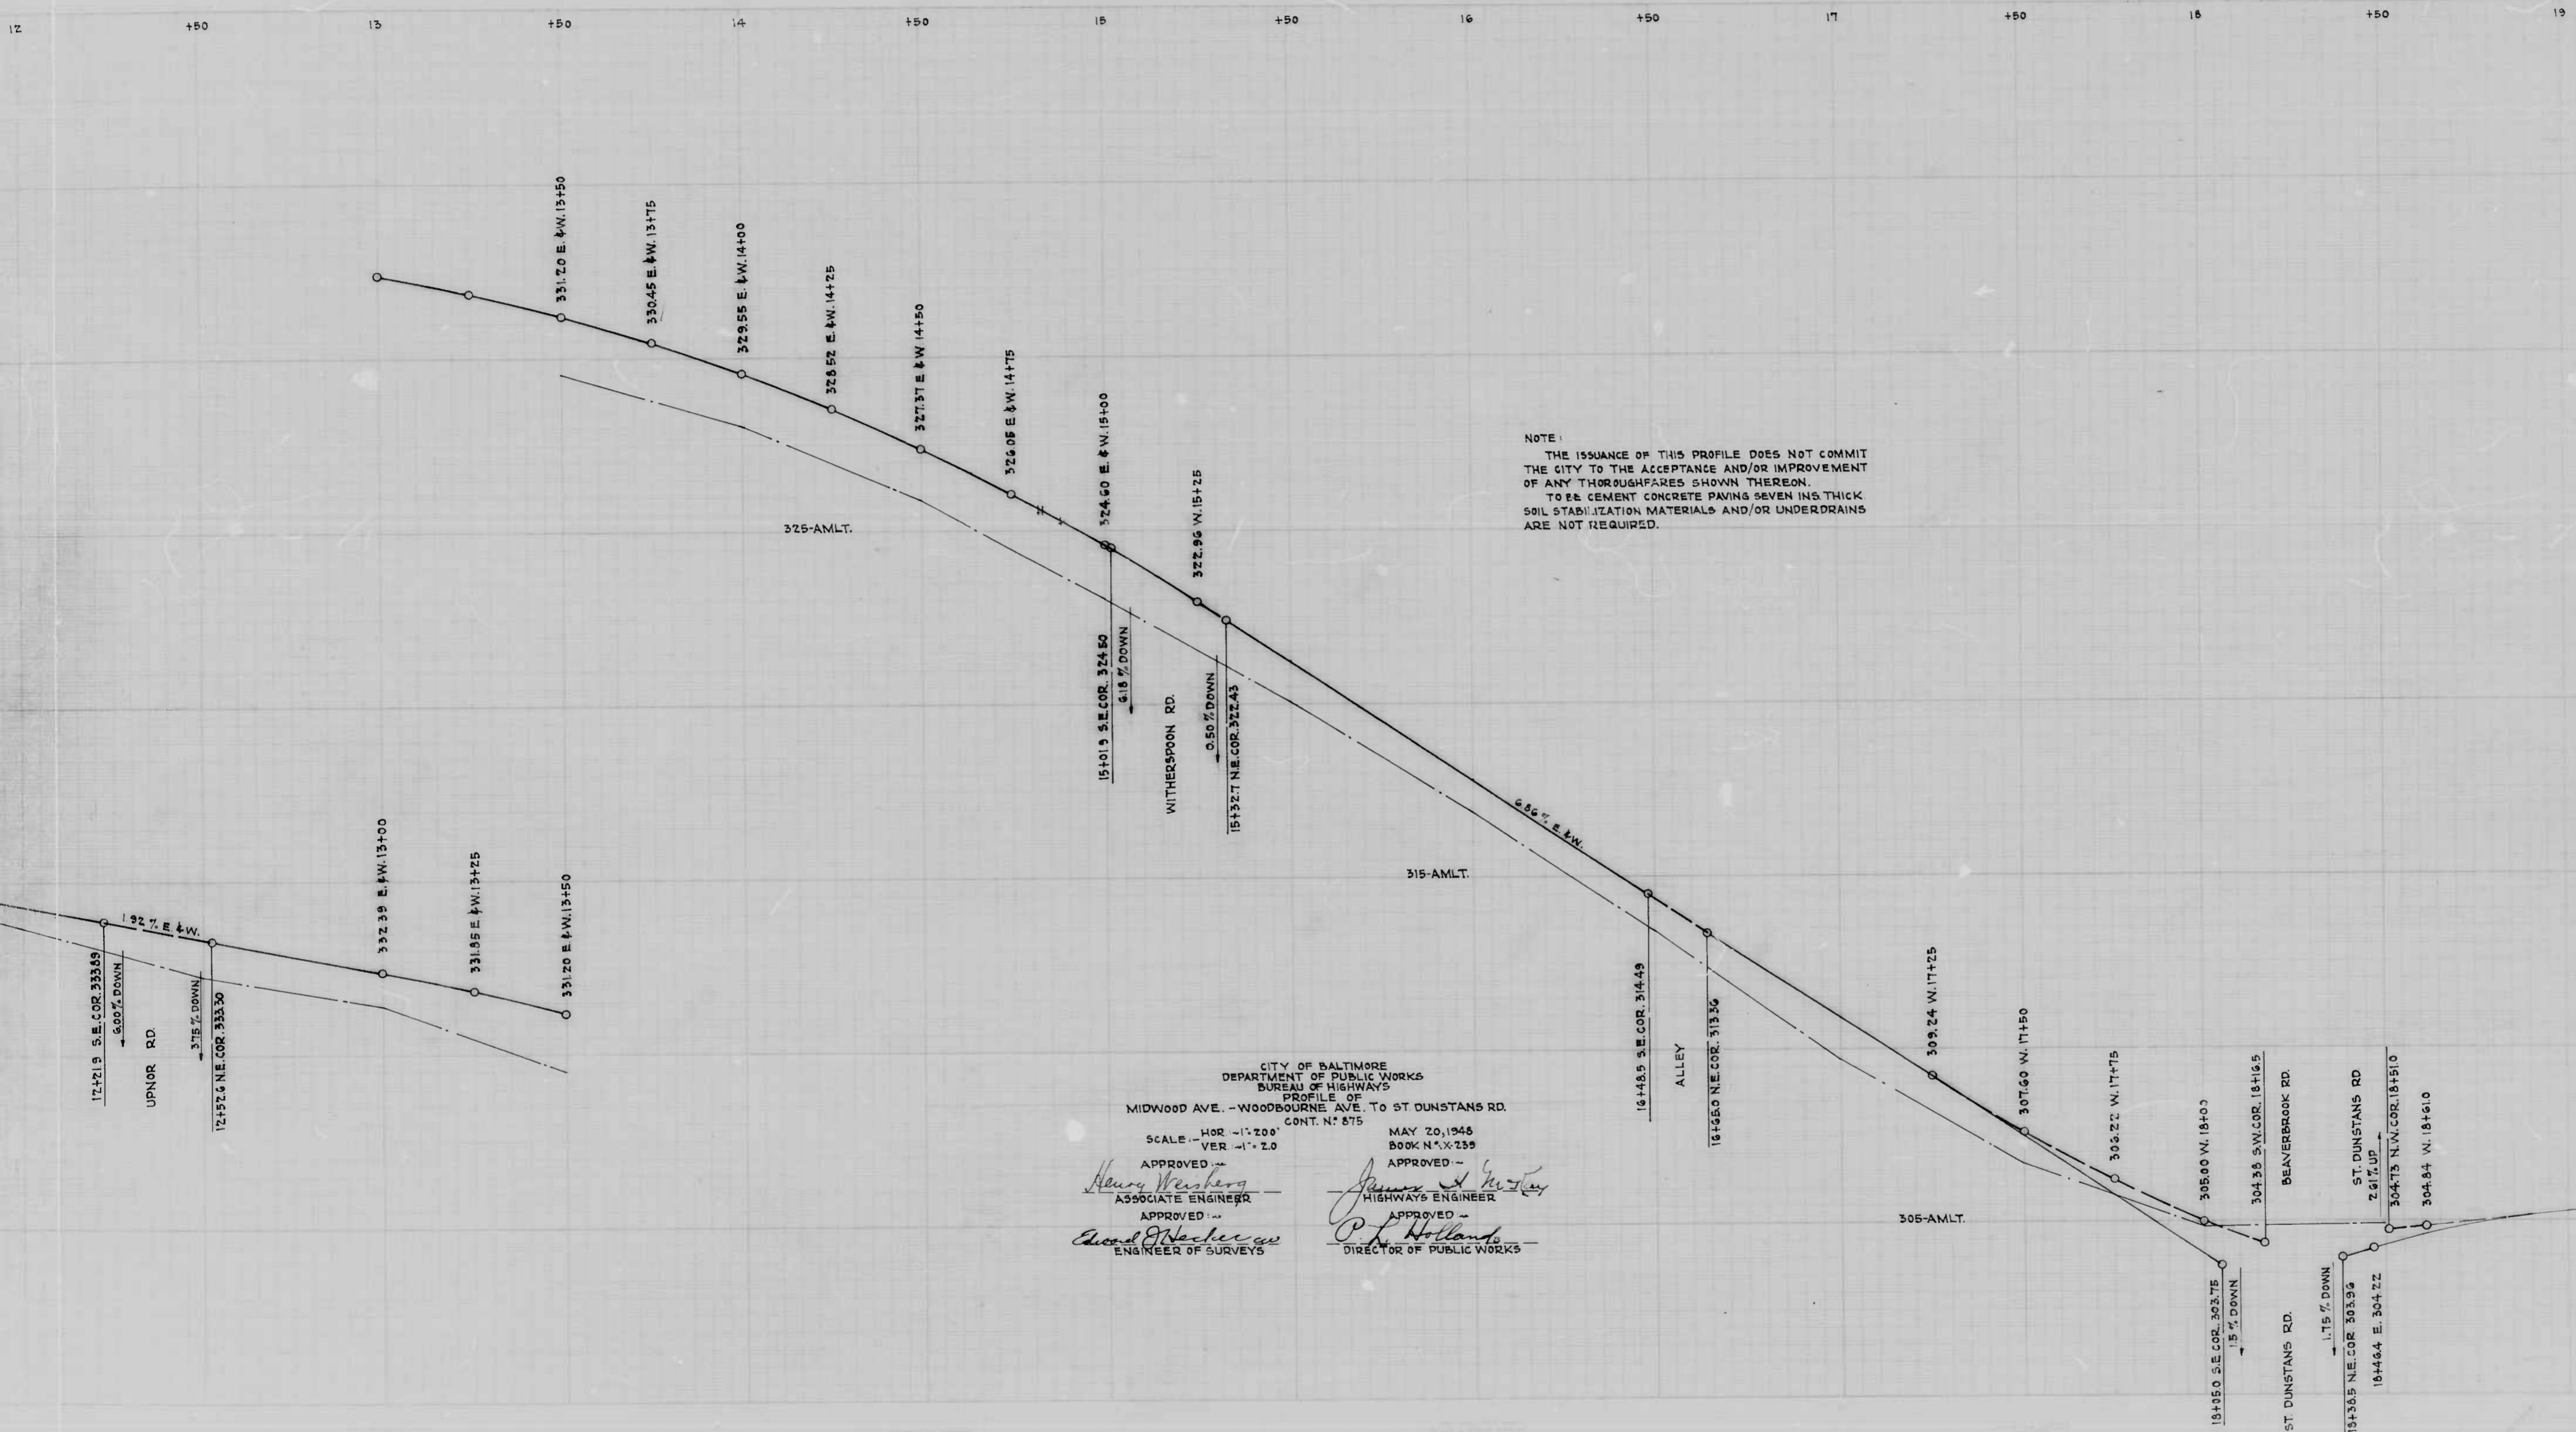 12 +50 13 +50 14 +50 15 +50 16 +50 17 +50 18 +50 19
331.20 E. & W. 13+50
330.45 E. & W. 13+75
329.55 E. & W. 14+00
328.52 E. & W. 14+25
327.37 E & W 14+50
326.05 E & W. 14+75
324.60 E. & W. 15+00
322.96 W. 15+25
325-AMLT.
NOTE:
THE ISSUANCE OF THIS PROFILE DOES NOT COMMIT
THE CITY TO THE ACCEPTANCE AND/OR IMPROVEMENT
OF ANY THOROUGHFARES SHOWN THEREON.
TO BE CEMENT CONCRETE PAVING SEVEN INS. THICK
SOIL STABILIZATION MATERIALS AND/OR UNDERDRAINS
ARE NOT REQUIRED.
15+01.9 S.E. COR. 324.50
6.18 % DOWN
WITHERSPOON RD.
0.50 % DOWN
15+32.7 N.E. COR. 322.43
6.86 % E. & W.
315-AMLT.
1.92 % E. & W.
12+21.9 S.E. COR. 333.89
6.00 % DOWN
UPNOR RD.
3.75 % DOWN
12+52.6 N.E. COR. 333.30
332.39 E. & W. 13+00
331.85 E & W. 13+25
331.20 E & W. 13+50
16+48.5 S.E. COR. 314.49
ALLEY
16+65.0 N.E. COR. 313.36
309.24 W. 17+25
307.60 W. 17+50
306.22 W. 17+75
305.00 W. 18+00
304.38 S.W. COR. 18+16.5
BEAVERBROOK RD.
ST. DUNSTANS RD
2.61 % UP
304.73 N.W. COR. 18+51.0
304.84 W. 18+61.0
305-AMLT.
18+05.0 S.E. COR. 303.75
1.5 % DOWN
ST. DUNSTANS RD.
1.75 % DOWN
18+38.5 N.E. COR 303.96
18+46.4 E. 304.22
CITY OF BALTIMORE
DEPARTMENT OF PUBLIC WORKS
BUREAU OF HIGHWAYS
PROFILE OF
MIDWOOD AVE. - WOODBOURNE AVE. TO ST. DUNSTANS RD.
CONT. No. 875
SCALE:- HOR -1"=20.0'
VER -1"=2.0
MAY 20, 1948
BOOK No. X-239
APPROVED:-
Henry Weisberg
ASSOCIATE ENGINEER
APPROVED:-
James A
HIGHWAYS ENGINEER
APPROVED:-
Edward J Hecker
ENGINEER OF SURVEYS
APPROVED-
P. L. Holland
DIRECTOR OF PUBLIC WORKS